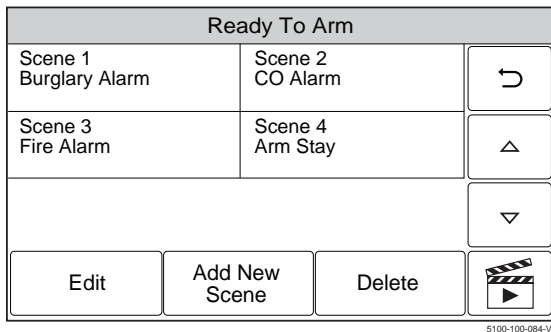 Ready To Arm
Scene 1
Burglary Alarm
Scene 2
CO Alarm
Scene 3
Fire Alarm
Scene 4
Arm Stay
Edit
Add New
Scene
Delete
5100-100-084-V